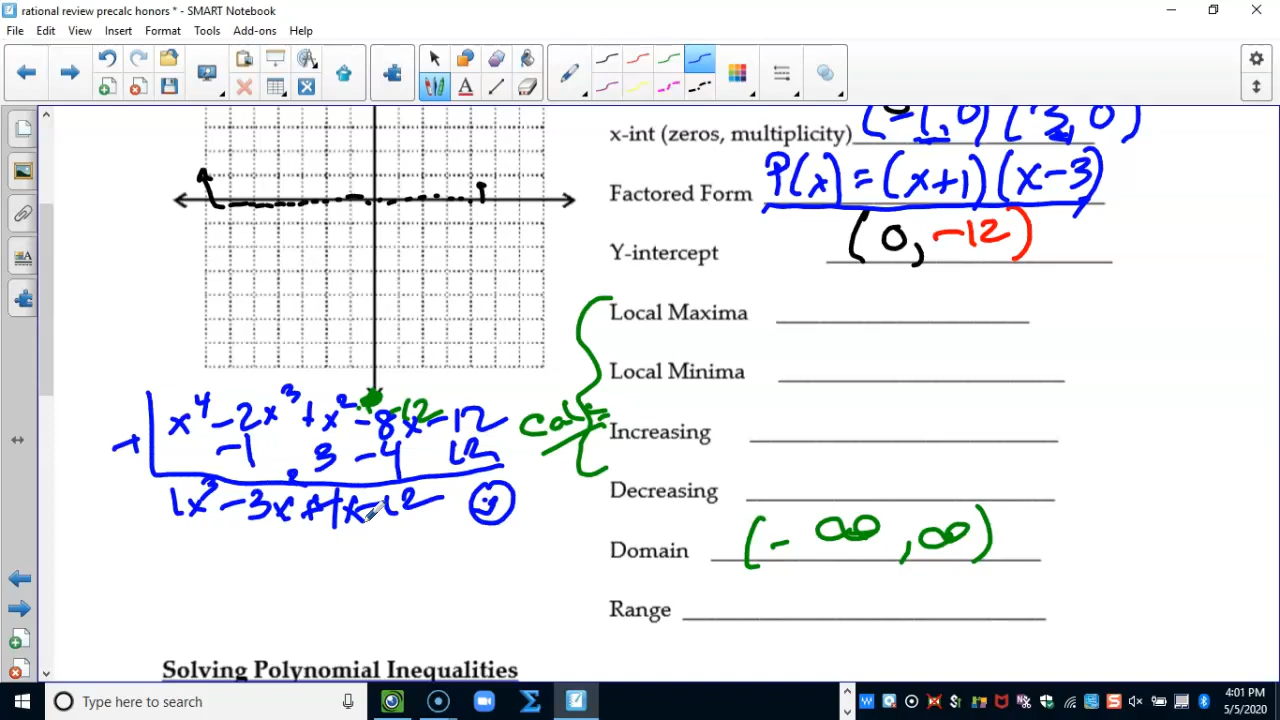 rational review precalc honors * - SMART Notebook
File Edit View Insert Format Tools Add-ons Help
x-int (zeros, multiplicity) (-1, 0) (3, 0)
Factored Form P(x) = (x+1)(x-3)
Y-intercept (0, -12)
Local Maxima
Local Minima
-12
x⁴ - 2x³ + x² - 8x - 12
calc
+ -1 3 -4 12
Increasing
Decreasing
1x³ - 3x + 4x - 12
Domain (-∞, ∞)
Range
Solving Polynomial Inequalities
Type here to search
4:01 PM
5/5/2020